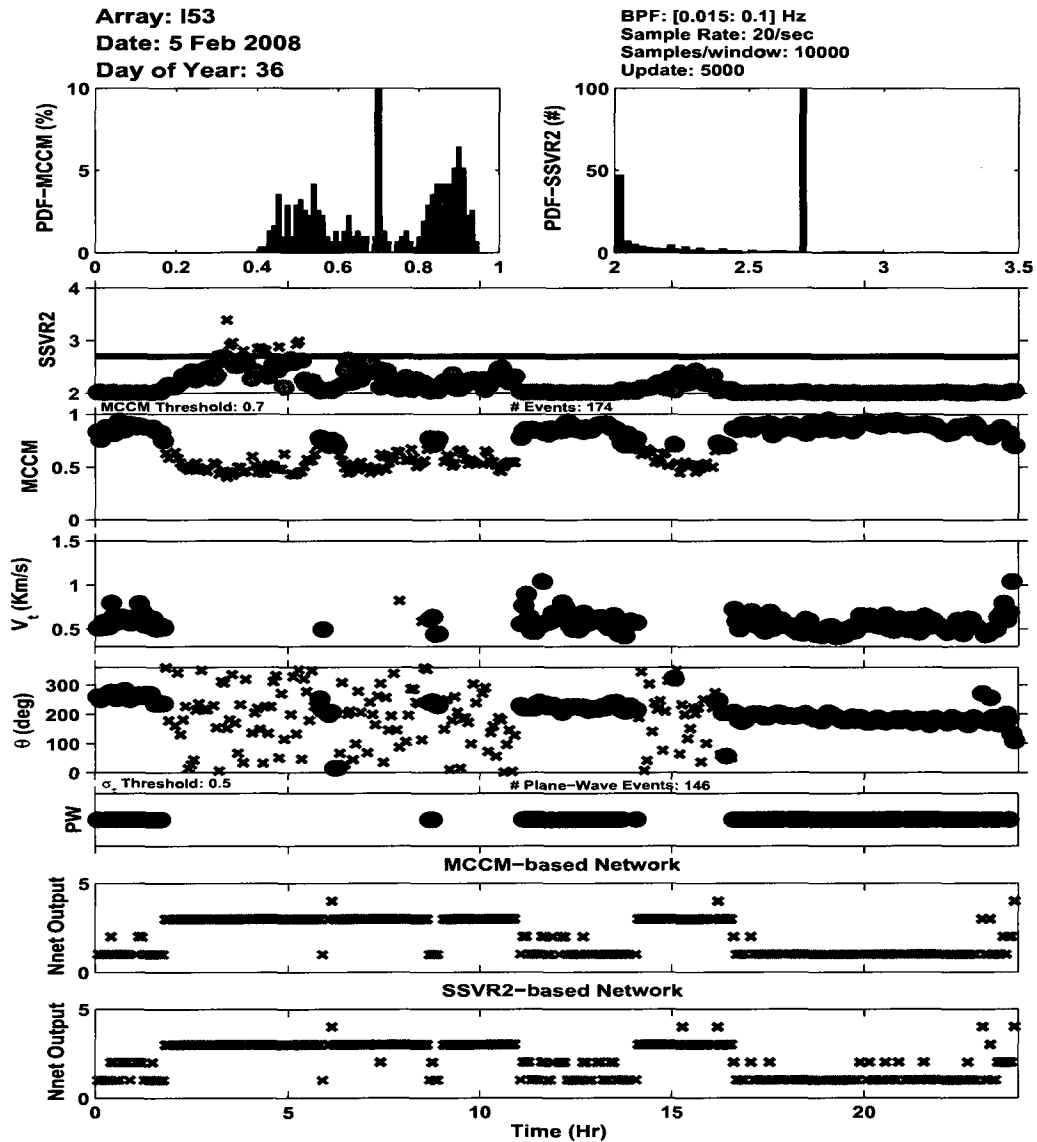 Array: I53
Date: 5 Feb 2008
Day of Year: 36
BPF: [0.015: 0.1] Hz
Sample Rate: 20/sec
Samples/window: 10000
Update: 5000
PDF-MCCM (%)
10
5
0
0 0.2 0.4 0.6 0.8 1
PDF-SSVR2 (#)
100
50
0
2 2.5 3 3.5
SSVR2
4
3
2
MCCM Threshold: 0.7 # Events: 174
MCCM
1
0.5
0
Vt (Km/s)
1.5
1
0.5
θ (deg)
300
200
100
0
στ Threshold: 0.5 # Plane-Wave Events: 146
PW
MCCM-based Network
Nnet Output
5
0
SSVR2-based Network
Nnet Output
5
0
0 5 10 15 20
Time (Hr)